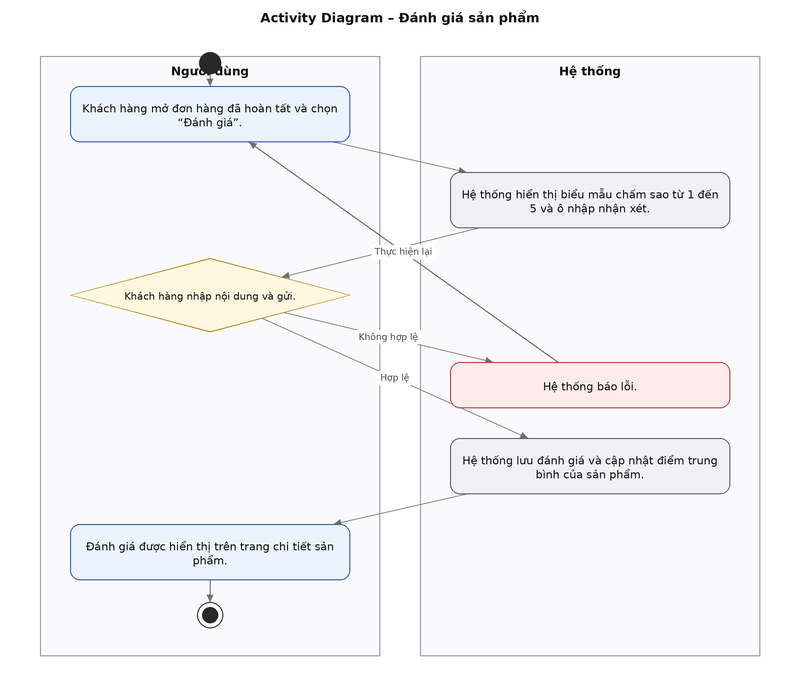 Activity Diagram – Đánh giá sản phẩm
Người dùng
Hệ thống
Khách hàng mở đơn hàng đã hoàn tất và chọn
“Đánh giá”.
Hệ thống hiển thị biểu mẫu chấm sao từ 1 đến
5 và ô nhập nhận xét.
Thực hiện lại
Khách hàng nhập nội dung và gửi.
Không hợp lệ
Hợp lệ
Hệ thống báo lỗi.
Hệ thống lưu đánh giá và cập nhật điểm trung
bình của sản phẩm.
Đánh giá được hiển thị trên trang chi tiết sản
phẩm.